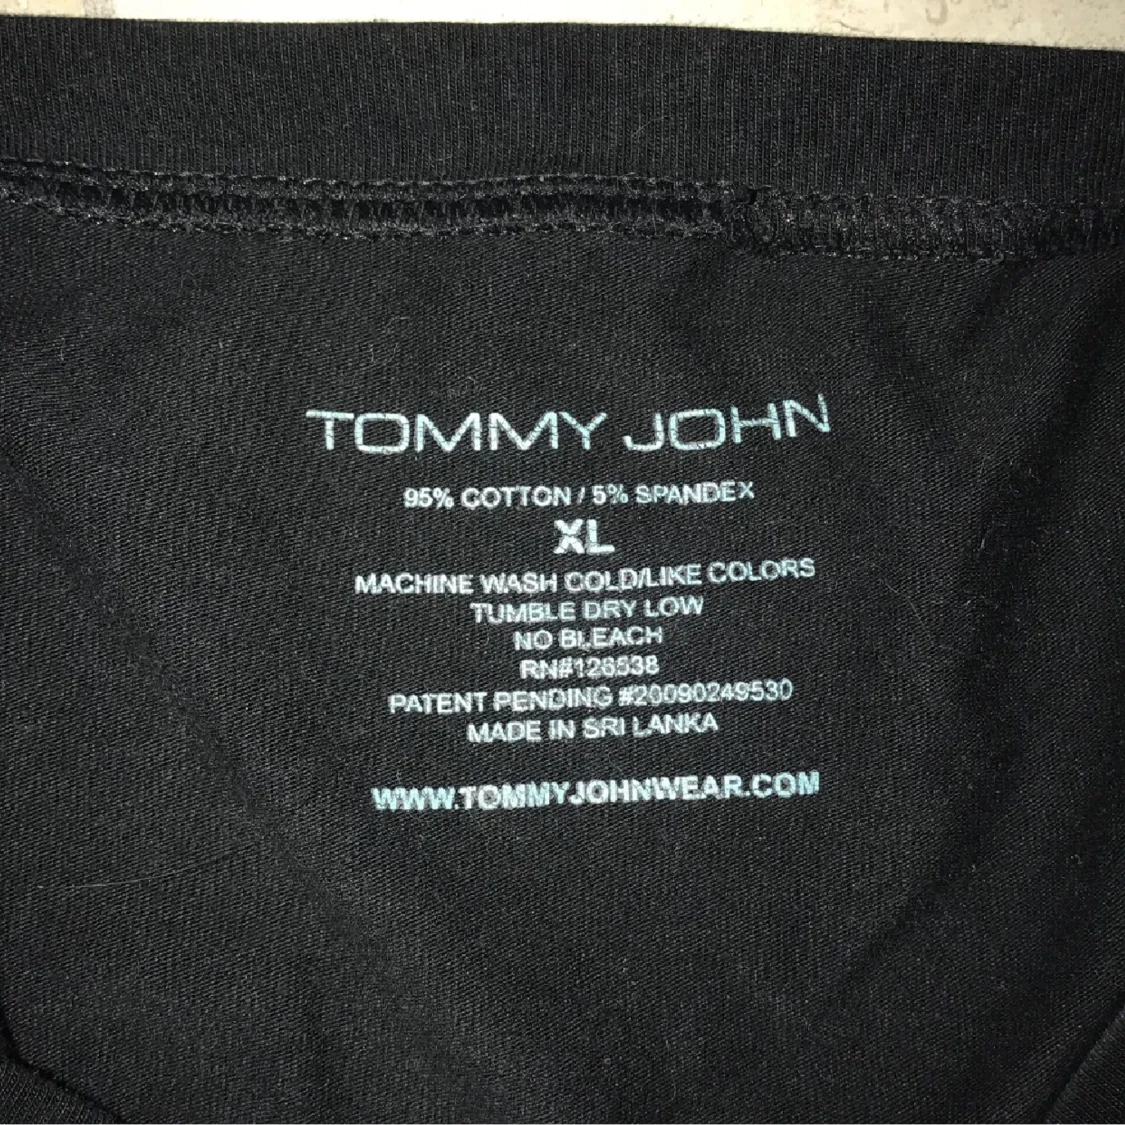 TOMMY JOHN
95% COTTON / 5% SPANDEX
XL
MACHINE WASH COLD/LIKE COLORS
TUMBLE DRY LOW
NO BLEACH
RN#126538
PATENT PENDING #20090249530
MADE IN SRI LANKA
WWW.TOMMYJOHNWEAR.COM